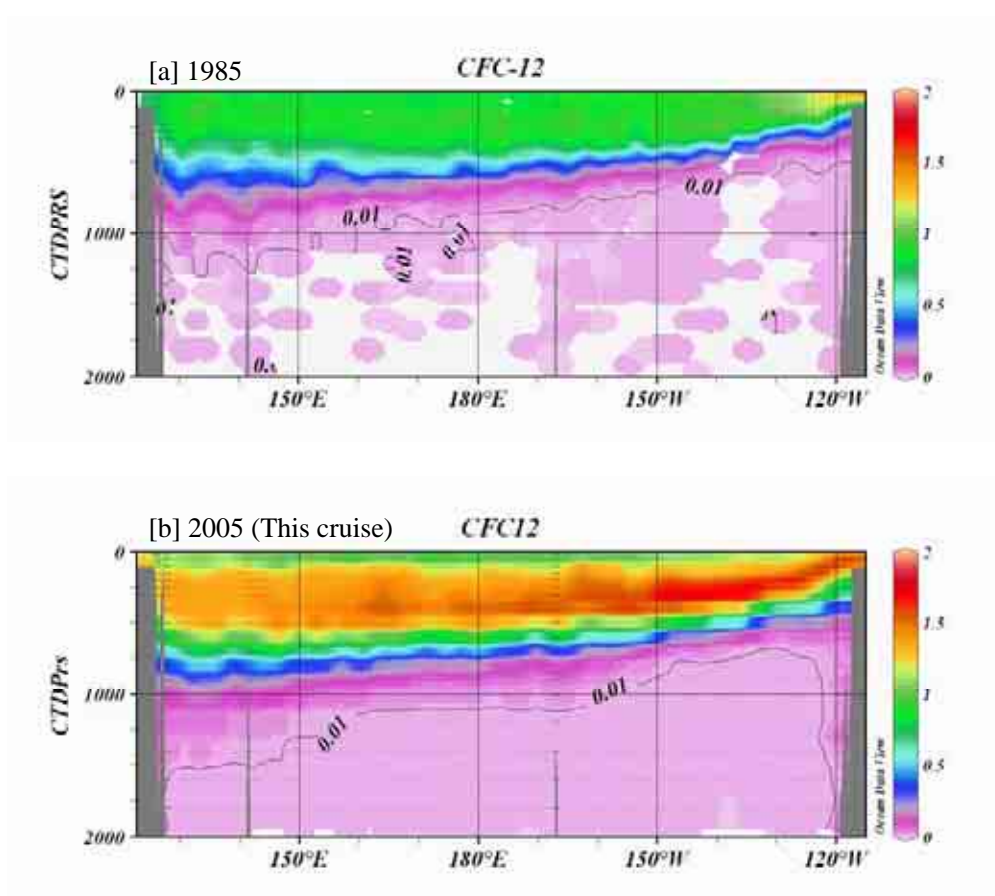 [a] 1985
CFC-12
0
1000
2000
CTDPRS
0.01
0.01
0.01
0.01
150°E
180°E
150°W
120°W
2
1.5
1
0.5
0
Ocean Data View
[b] 2005 (This cruise)
CFC12
0
1000
2000
CTDPrs
0.01
0.01
150°E
180°E
150°W
120°W
2
1.5
1
0.5
0
Ocean Data View